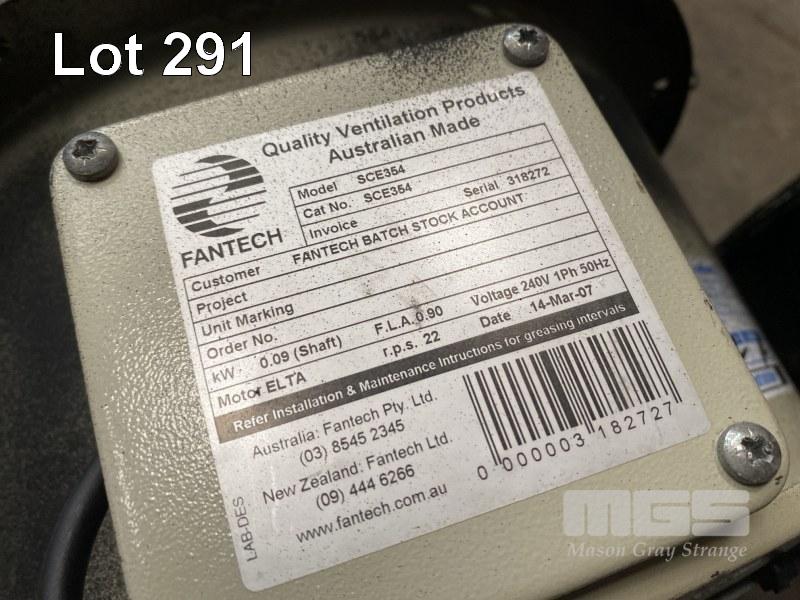 Lot 291
Quality Ventilation Products
Australian Made
FANTECH
Model SCE354
Cat No. SCE354 Serial 318272
Invoice
Customer FANTECH BATCH STOCK ACCOUNT
Project
Unit Marking
Order No.
kW 0.09 (Shaft) F.L.A.0.90 Voltage 240V 1Ph 50Hz
Motor ELTA r.p.s. 22 Date 14-Mar-07
Refer Installation & Maintenance Intructions for greasing intervals
Australia: Fantech Pty. Ltd.
(03) 8545 2345
New Zealand: Fantech Ltd.
(09) 444 6266
www.fantech.com.au
LAB-DES
0 000003 182727
MGS
Mason Gray Strange